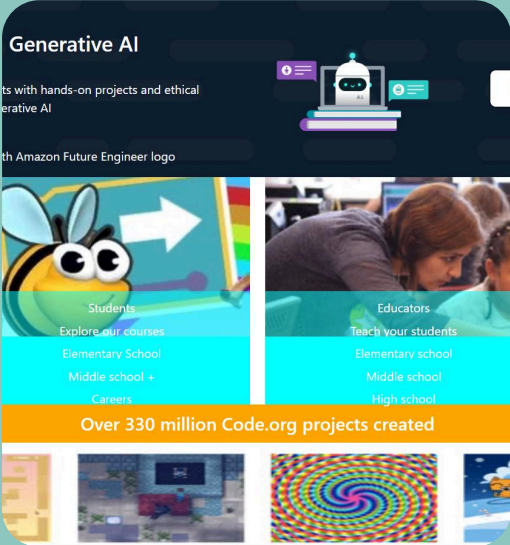 Generative AI
ts with hands-on projects and ethical
erative AI
th Amazon Future Engineer logo
AI
Students
Explore our courses
Elementary School
Middle school +
Careers
Educators
Teach your students
Elementary school
Middle school
High school
Over 330 million Code.org projects created